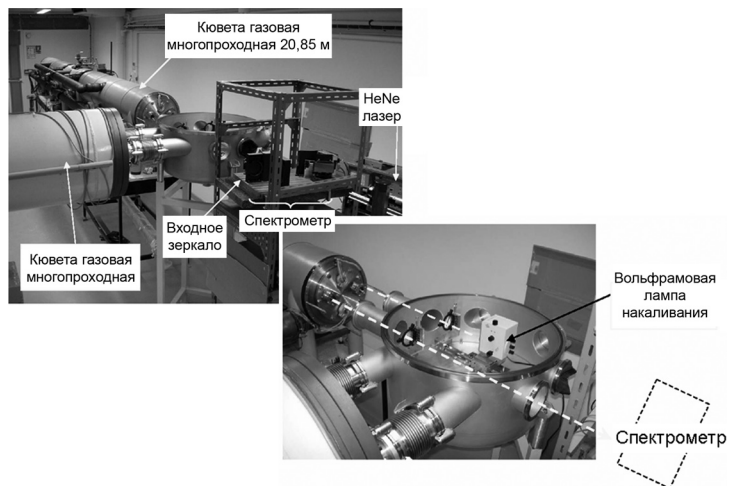 Кювета газовая
многопроходная 20,85 м
HeNe
лазер
Входное
зеркало
Спектрометр
Кювета газовая
многопроходная
Вольфрамовая
лампа
накаливания
Спектрометр